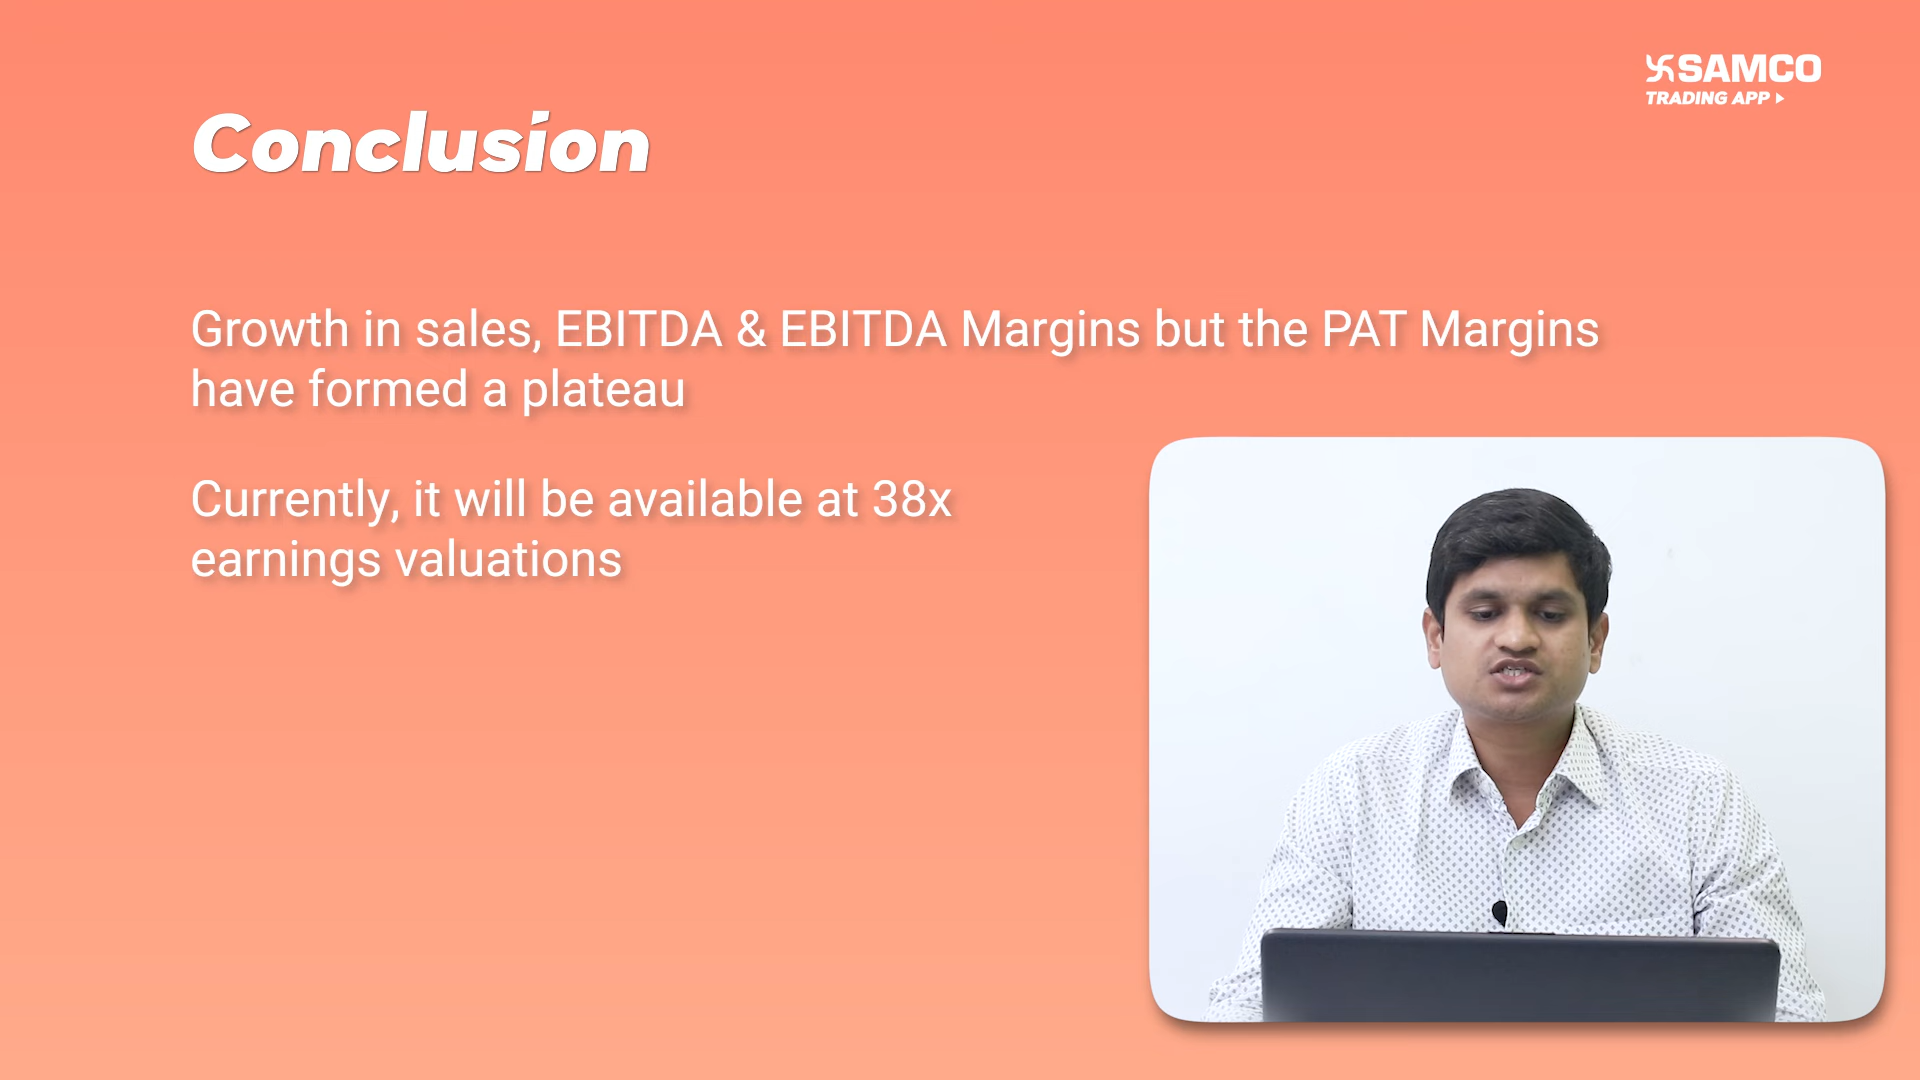 SAMCO
TRADING APP
Conclusion
Growth in sales, EBITDA & EBITDA Margins but the PAT Margins
have formed a plateau
Currently, it will be available at 38x
earnings valuations